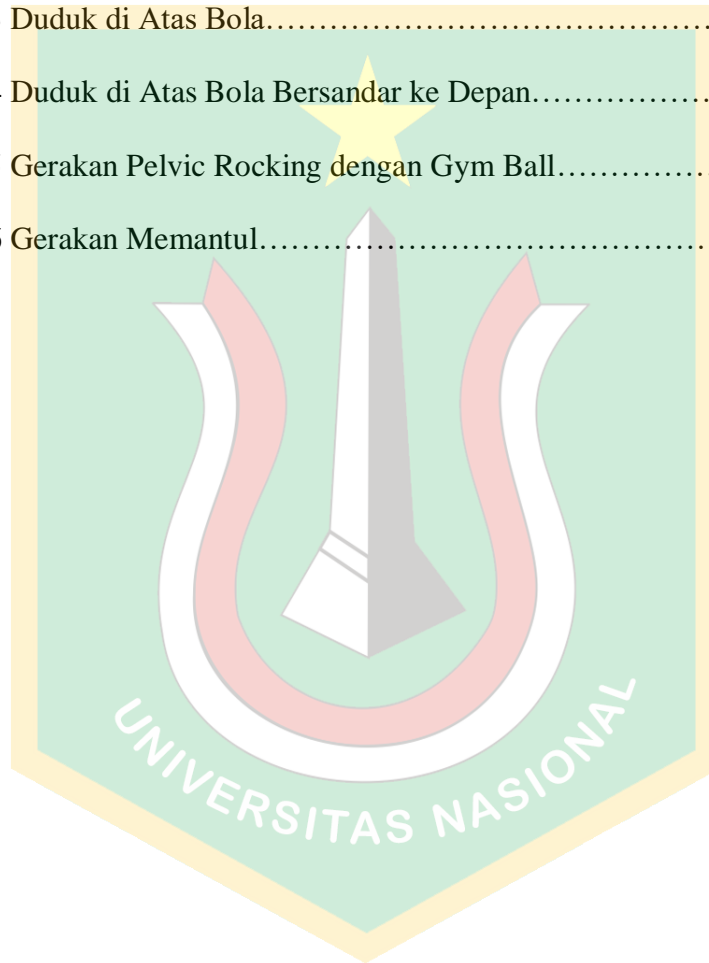 Duduk di Atas Bola……………………………………
Duduk di Atas Bola Bersandar ke Depan…………………
Gerakan Pelvic Rocking dengan Gym Ball………………
Gerakan Memantul……………………………………
UNIVERSITAS NASIONAL